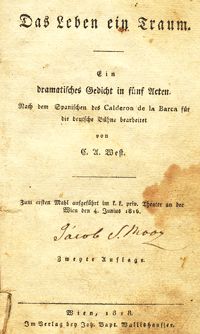 Das Leben ein Traum.
Ein
dramatisches Gedicht in fünf Acten.
Nach dem Spanischen des Calderon de la Barca für
die deutsche Bühne bearbeitet
von
C. A. West.
Zum ersten Mahl aufgeführt im k. k. priv. Theater an der
Wien den 4. Junius 1816.
Jacob S.
Zweyte Auflage.
Wien, 1818.
Im Verlag bey Joh. Bapt. Wallishausser.